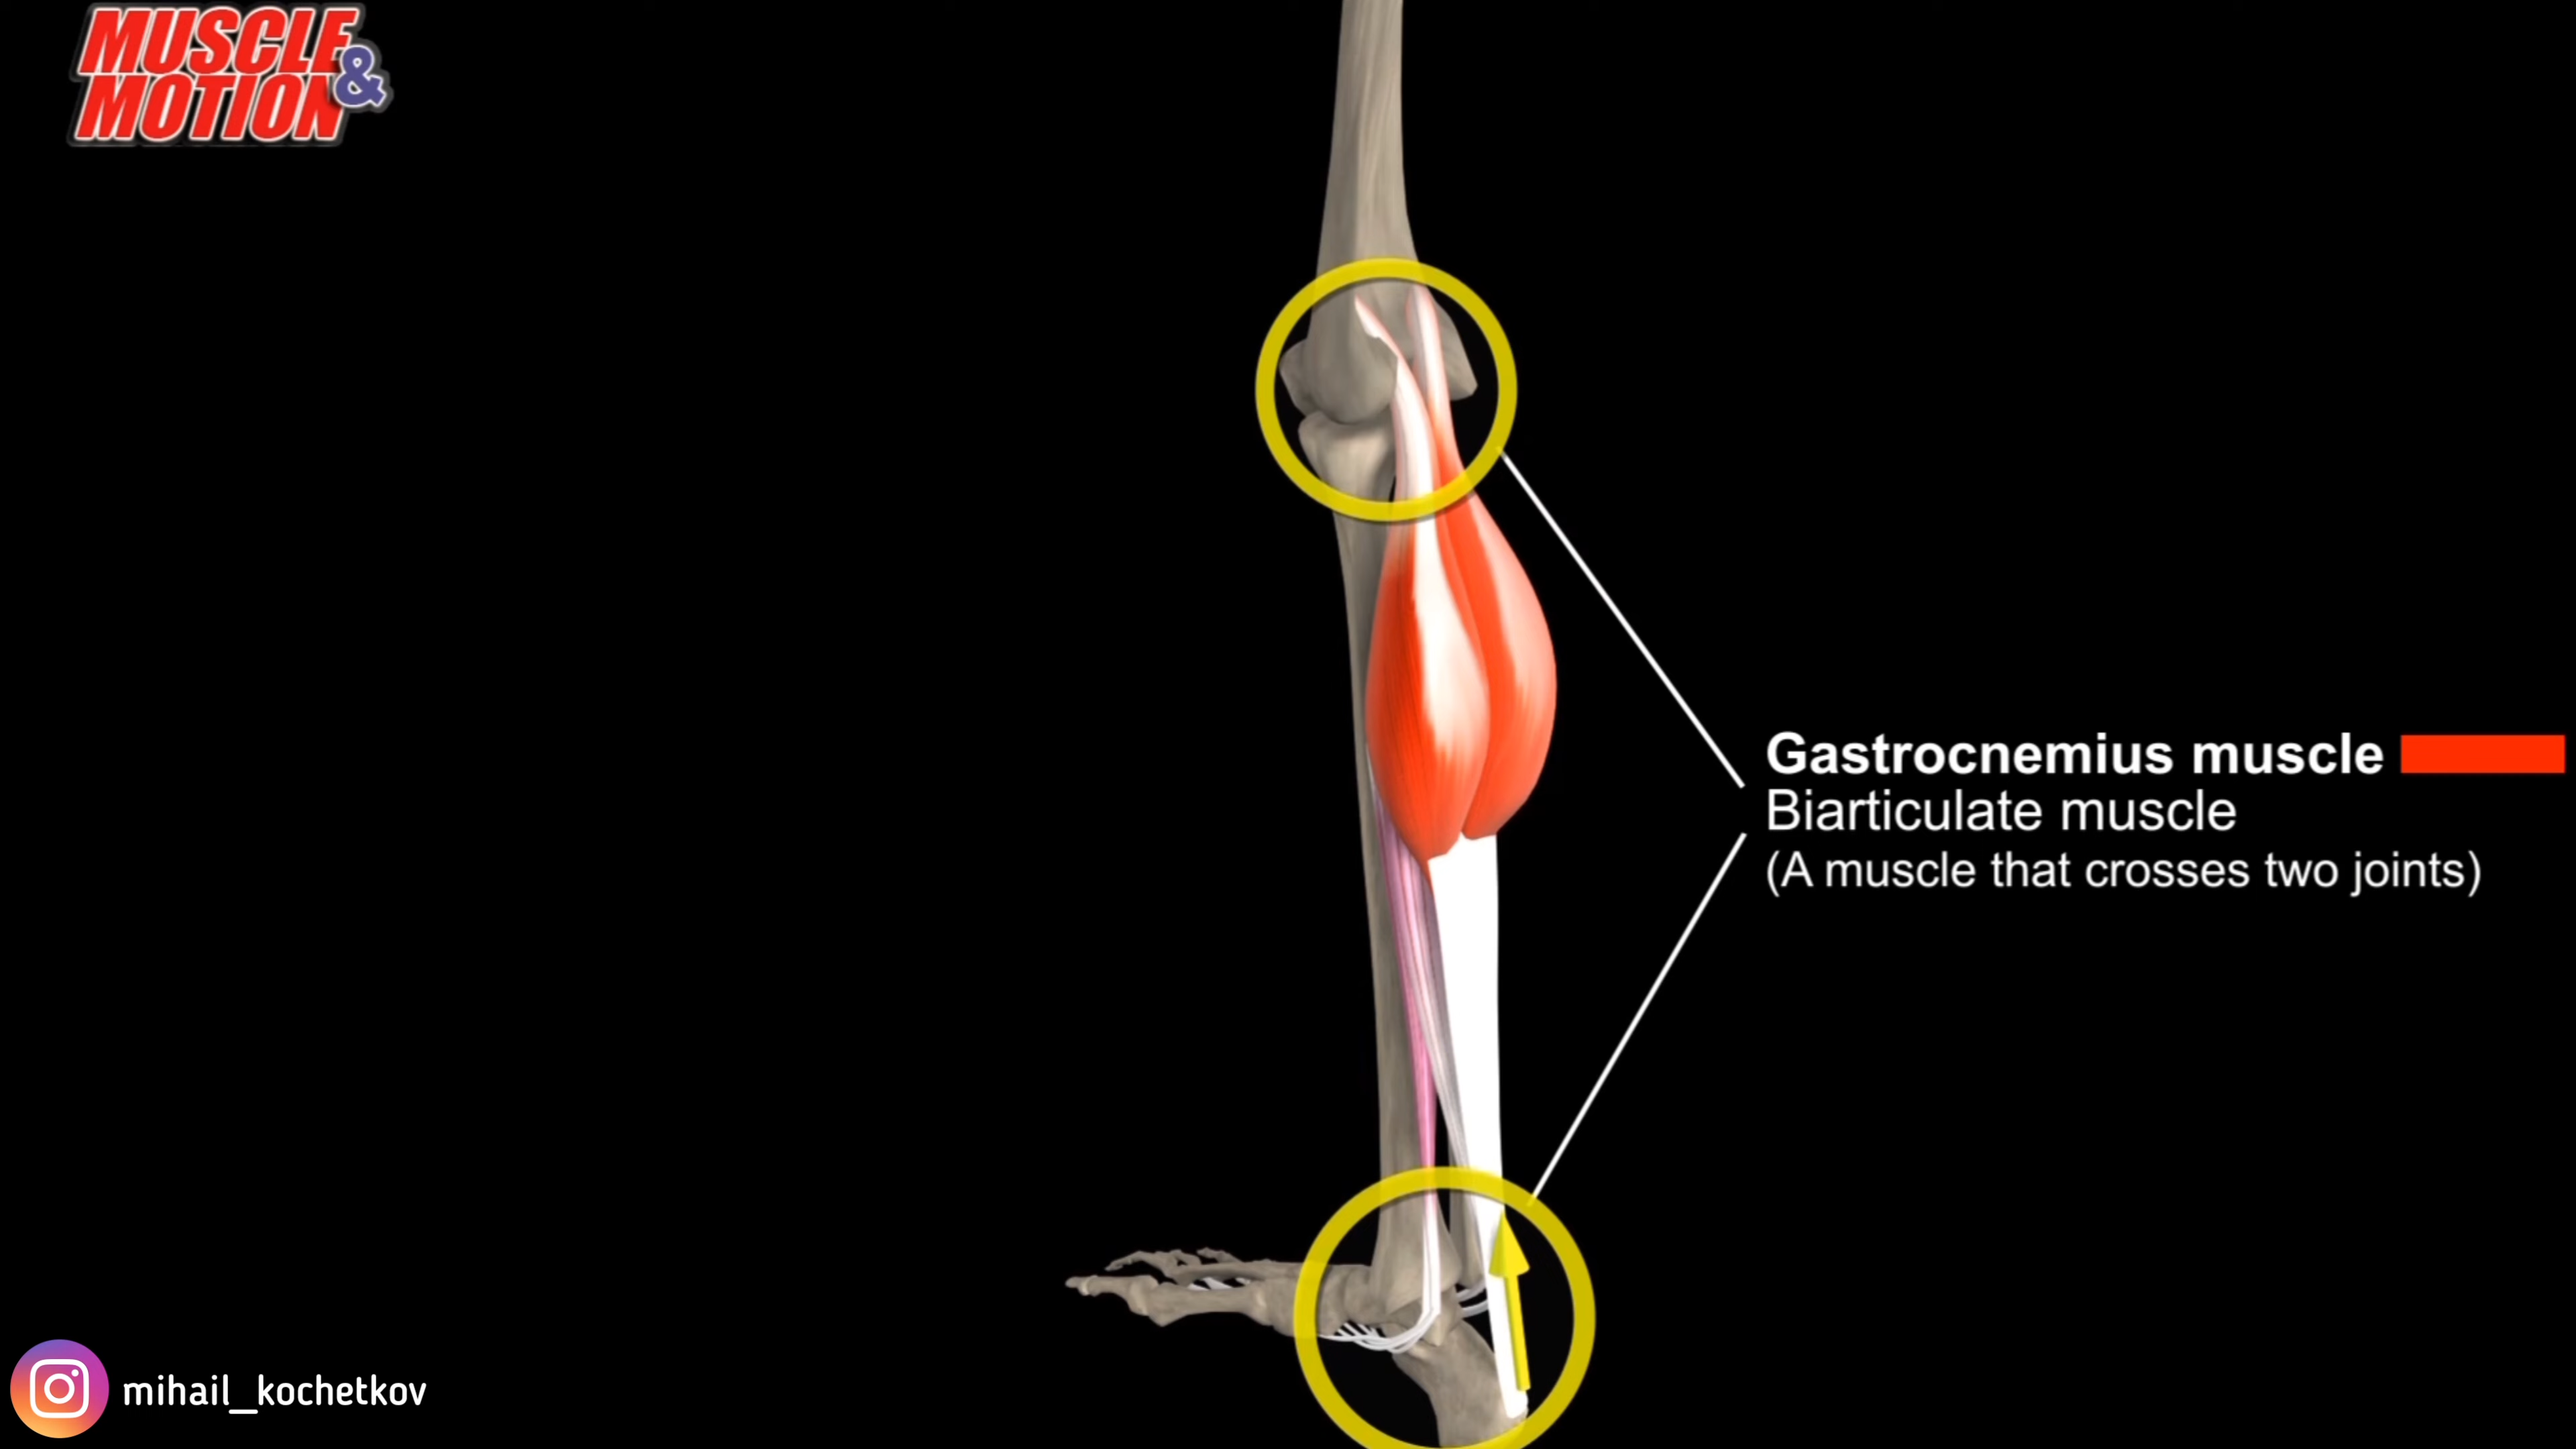 MUSCLE &
MOTION
Gastrocnemius muscle
Biarticulate muscle
(A muscle that crosses two joints)
mihail_kochetkov